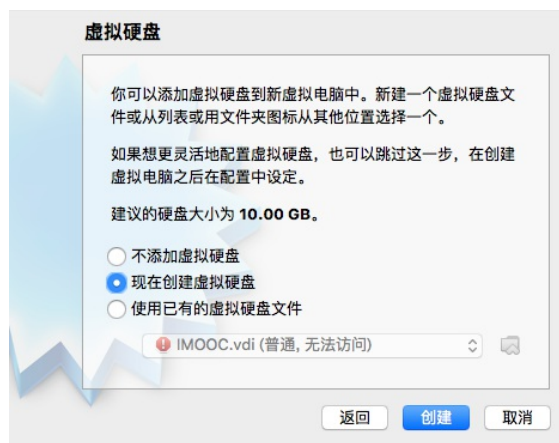 虚拟硬盘
你可以添加虚拟硬盘到新虚拟电脑中。新建一个虚拟硬盘文
件或从列表或用文件夹图标从其他位置选择一个。
如果想更灵活地配置虚拟硬盘，也可以跳过这一步，在创建
虚拟电脑之后在配置中设定。
建议的硬盘大小为 10.00 GB。
不添加虚拟硬盘
现在创建虚拟硬盘
使用已有的虚拟硬盘文件
IMOOC.vdi (普通, 无法访问)
返回 创建 取消